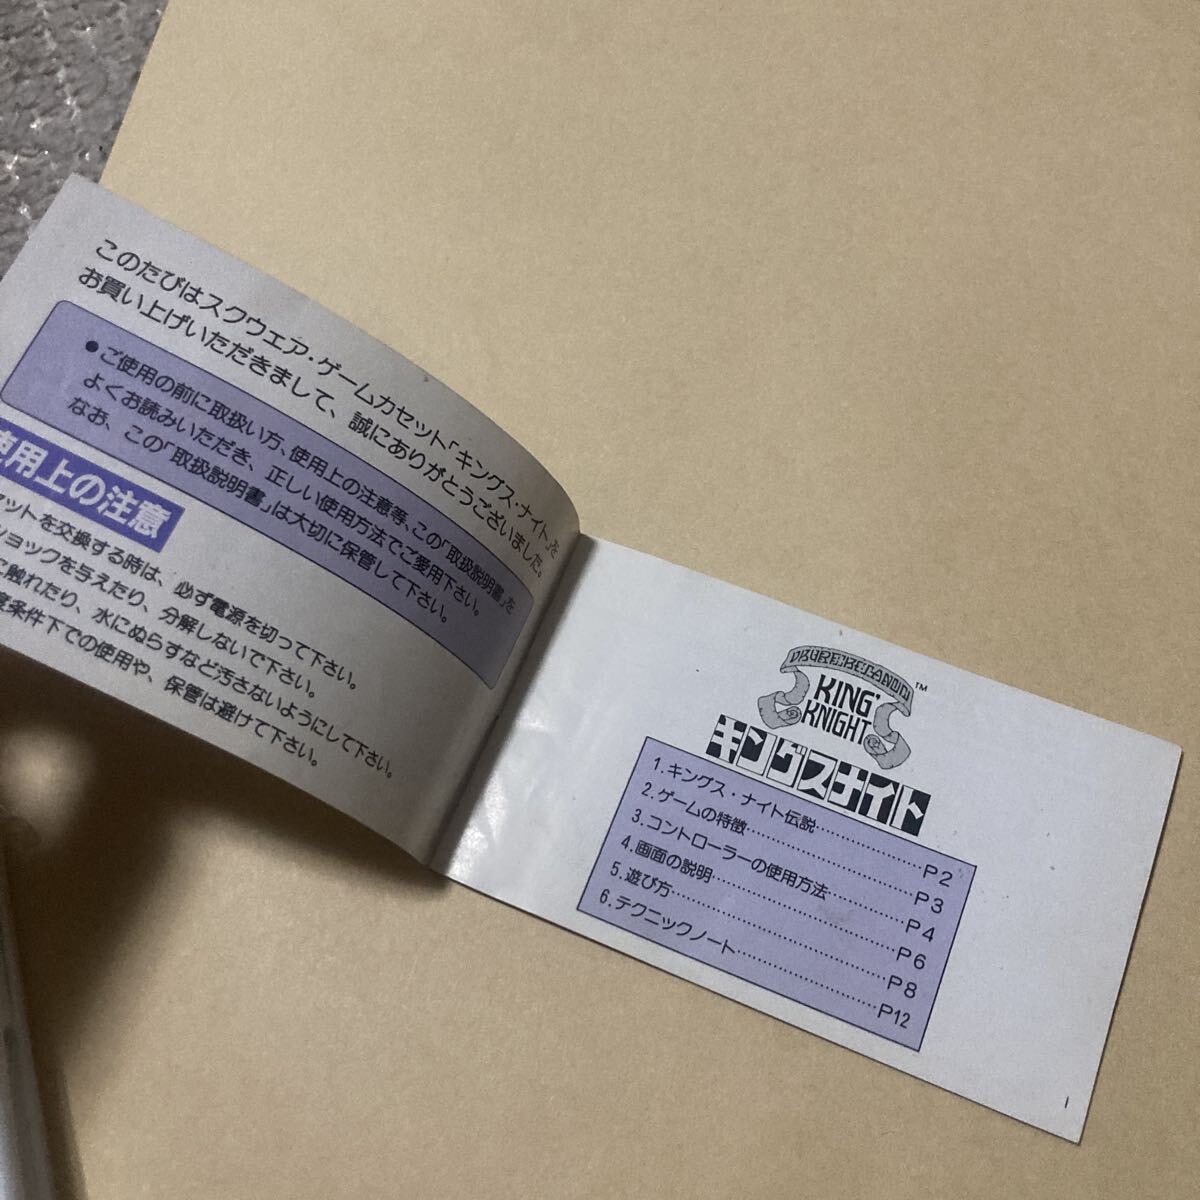 このたびはスクウェア・ゲームカセット「キングス・ナイト」を
お買い上げいただきまして、誠にありがとうございました。
●ご使用の前に取扱い方、使用上の注意等、この「取扱説明書」を
よくお読みいただき、正しい使用方法でご愛用下さい。
なお、この「取扱説明書」は大切に保管して下さい。
使用上の注意
セットを交換する時は、必ず電源を切って下さい。
ショックを与えたり、分解しないで下さい。
に触れたり、水にぬらすなど汚さないようにして下さい。
度条件下での使用や、保管は避けて下さい。
KING'S
KNIGHT
™
キングスナイト
1.キングス・ナイト伝説……………P2
2.ゲームの特徴……………P3
3.コントローラーの使用方法……………P4
4.画面の説明……………P6
5.遊び方……………P8
6.テクニックノート……………P12
1